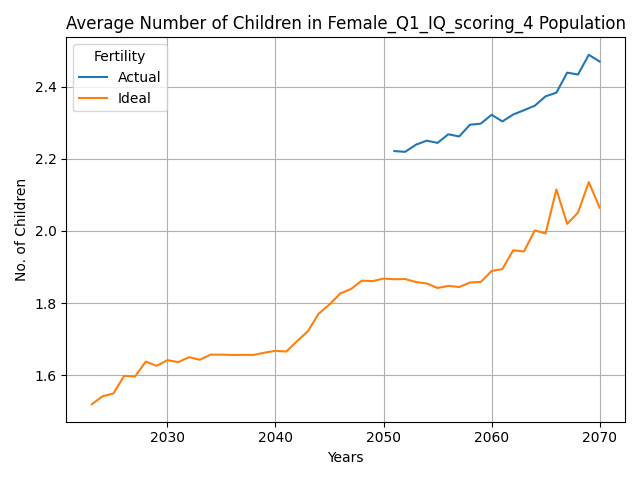 Average Number of Children in Female_Q1_IQ_scoring_4 Population
Fertility
Actual
Ideal
No. of Children
2.4
2.2
2.0
1.8
1.6
2030 2040 2050 2060 2070
Years